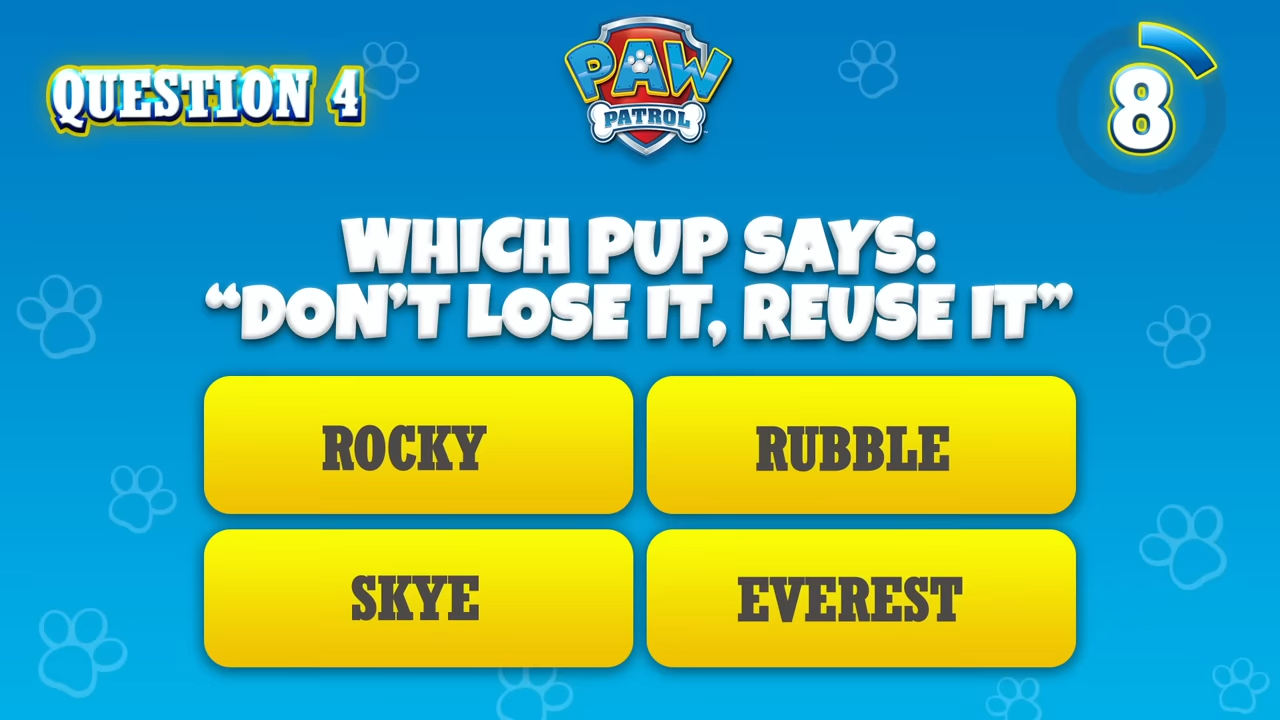 QUESTION 4
PAW
PATROL
8
WHICH PUP SAYS:
“DON’T LOSE IT, REUSE IT”
ROCKY
RUBBLE
SKYE
EVEREST